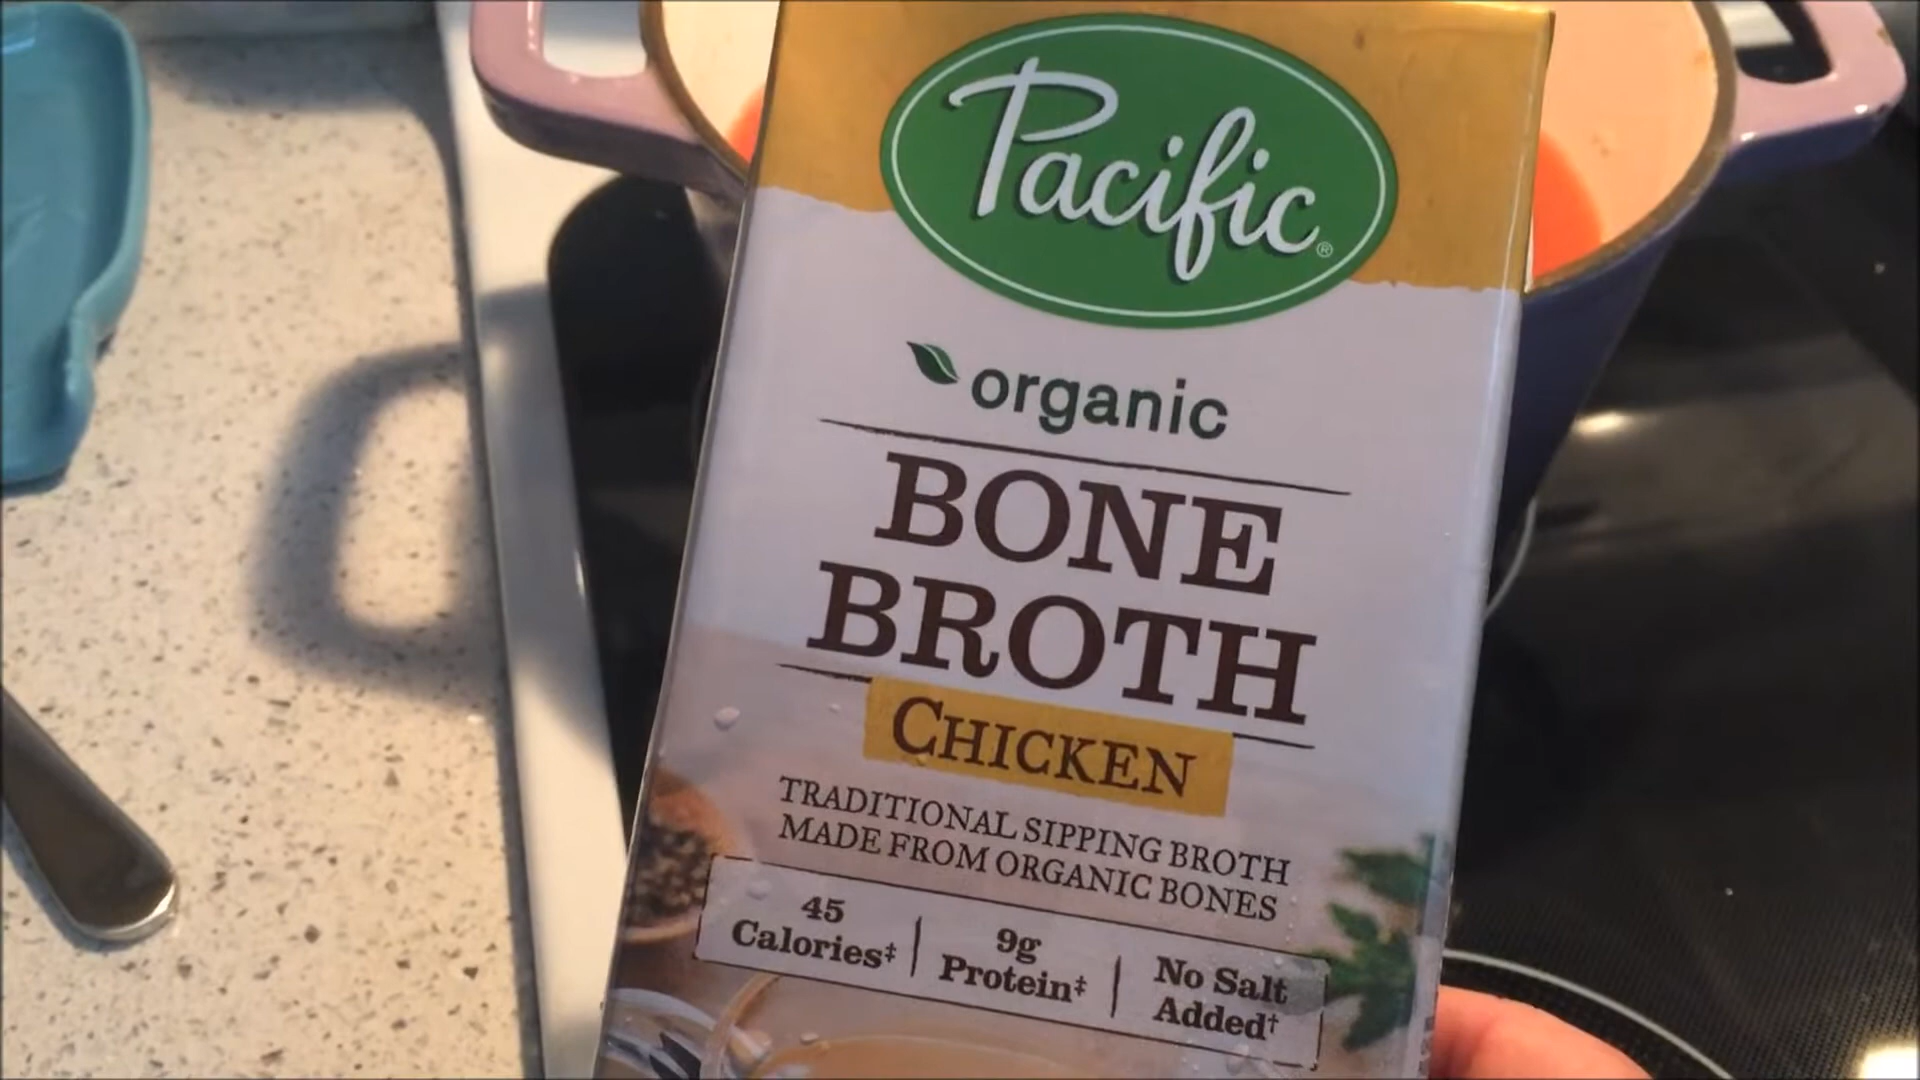 Pacific®
organic
BONE
BROTH
CHICKEN
TRADITIONAL SIPPING BROTH
MADE FROM ORGANIC BONES
45
Calories‡
9g
Protein‡
No Salt
Added†